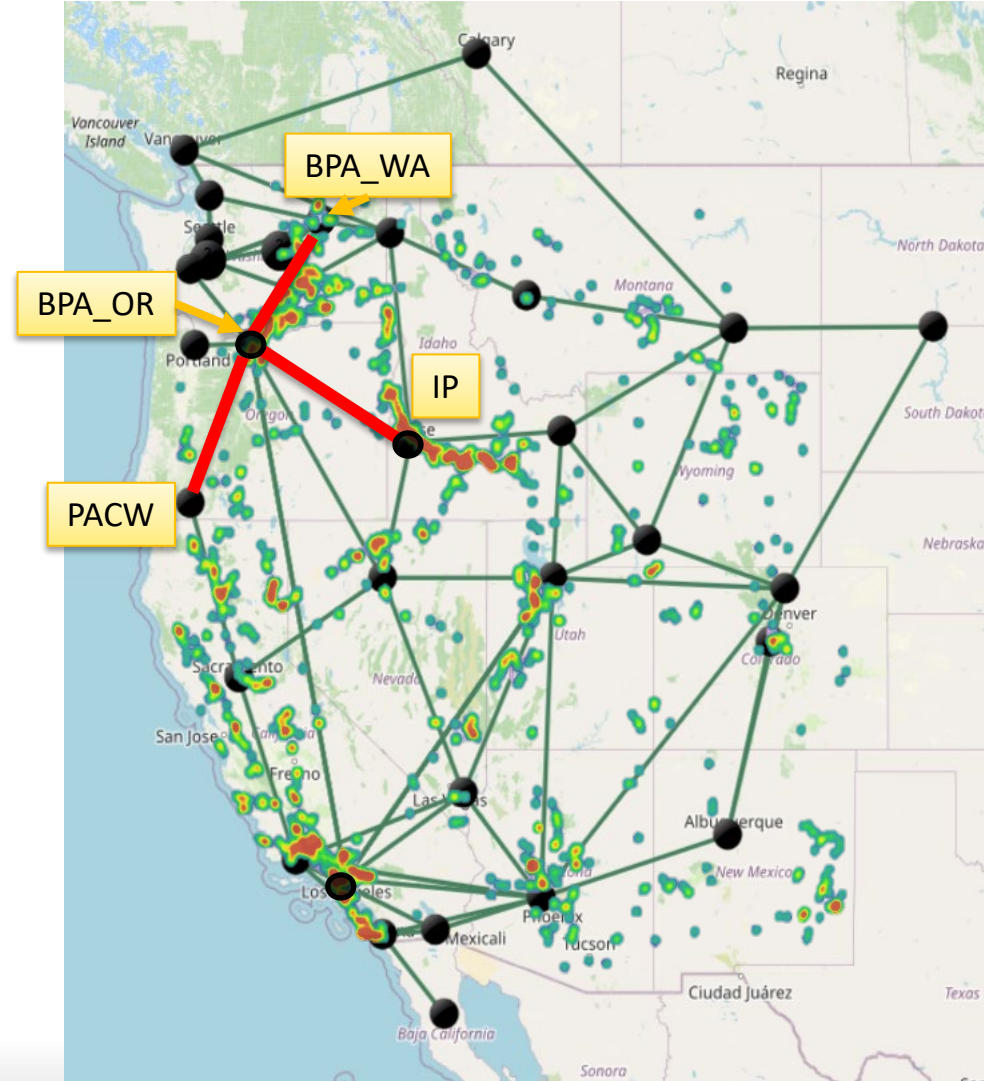 Calgary
Regina
Vancouver
Island
Vancouver
BPA_WA
Seattle
North Dakota
Montana
BPA_OR
Idaho
Portland
IP
Oregon
South Dakota
Wyoming
PACW
Nebraska
Denver
Utah
Colorado
Sacramento
Nevada
San Jose
California
Fresno
Las Vegas
Albuquerque
New Mexico
Los Angeles
Phoenix
Mexicali
Tucson
Ciudad Juárez
Texas
Baja California
Sonora